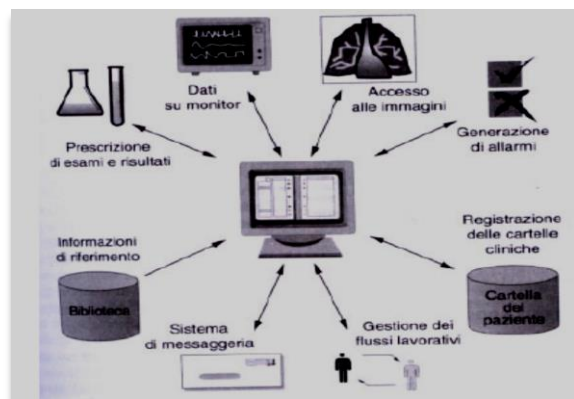 Dati
su monitor
Accesso
alle immagini
Prescrizione
di esami e risultati
Generazione
di allarmi
Informazioni
di riferimento
Biblioteca
Registrazione
delle cartelle
cliniche
Cartella
del
paziente
Sistema
di messaggeria
Gestione dei
flussi lavorativi